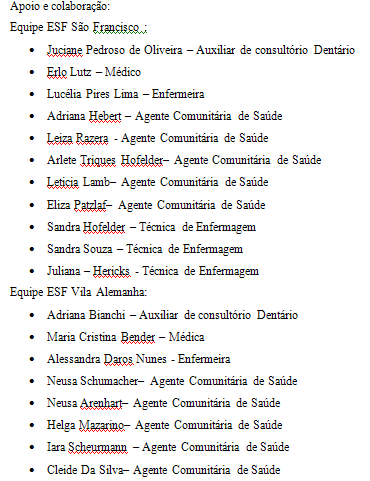 Apoio e colaboração:
Equipe ESF São Francisco :
• Juciane Pedroso de Oliveira – Auxiliar de consultório Dentário
• Erlo Lutz – Médico
• Lucélia Pires Lima – Enfermeira
• Adriana Hebert – Agente Comunitária de Saúde
• Leiza Razera - Agente Comunitária de Saúde
• Arlete Triques Hofelder– Agente Comunitária de Saúde
• Leticia Lamb– Agente Comunitária de Saúde
• Eliza Patzlaf– Agente Comunitária de Saúde
• Sandra Hofelder – Técnica de Enfermagem
• Sandra Souza – Técnica de Enfermagem
• Juliana – Hericks - Técnica de Enfermagem
Equipe ESF Vila Alemanha:
• Adriana Bianchi – Auxiliar de consultório Dentário
• Maria Cristina Bender – Médica
• Alessandra Daros Nunes - Enfermeira
• Neusa Schumacher– Agente Comunitária de Saúde
• Neusa Arenhart– Agente Comunitária de Saúde
• Helga Mazarino– Agente Comunitária de Saúde
• Iara Scheurmann – Agente Comunitária de Saúde
• Cleide Da Silva– Agente Comunitária de Saúde